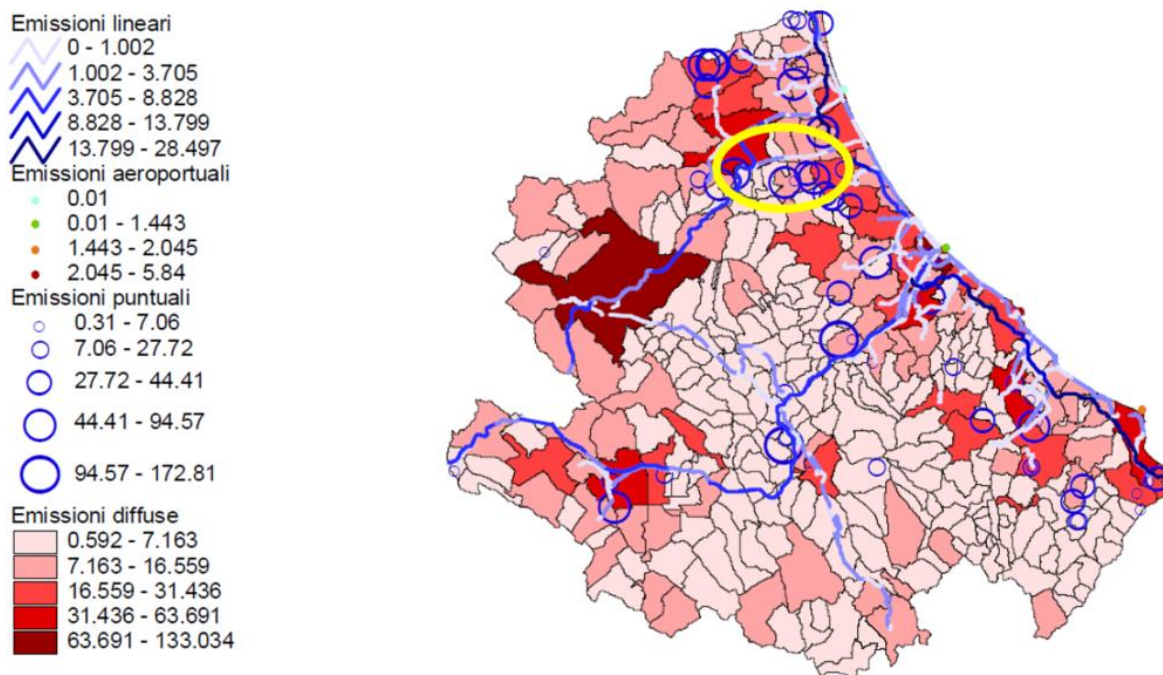 Emissioni lineari
0 - 1.002
1.002 - 3.705
3.705 - 8.828
8.828 - 13.799
13.799 - 28.497
Emissioni aeroportuali
0.01
0.01 - 1.443
1.443 - 2.045
2.045 - 5.84
Emissioni puntuali
0.31 - 7.06
7.06 - 27.72
27.72 - 44.41
44.41 - 94.57
94.57 - 172.81
Emissioni diffuse
0.592 - 7.163
7.163 - 16.559
16.559 - 31.436
31.436 - 63.691
63.691 - 133.034